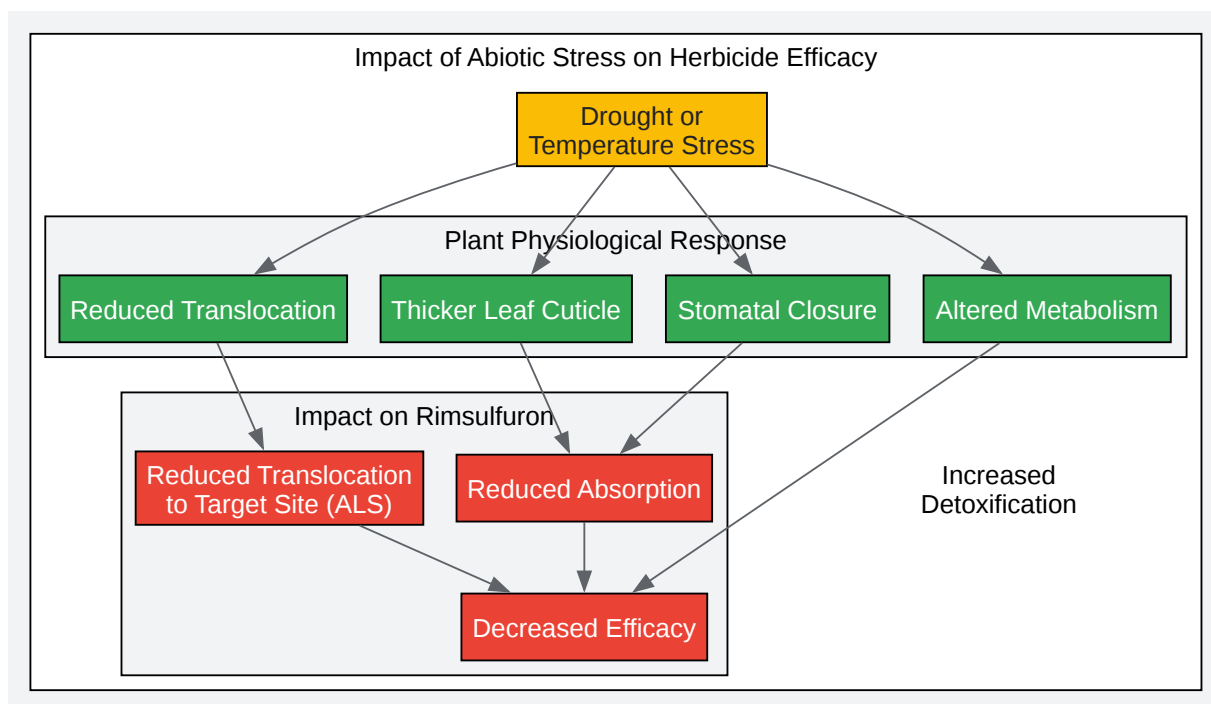 Impact of Abiotic Stress on Herbicide Efficacy
Drought or
Temperature Stress
Plant Physiological Response
Reduced Translocation
Thicker Leaf Cuticle
Stomatal Closure
Altered Metabolism
Impact on Rimsulfuron
Reduced Translocation
to Target Site (ALS)
Reduced Absorption
Increased
Detoxification
Decreased Efficacy